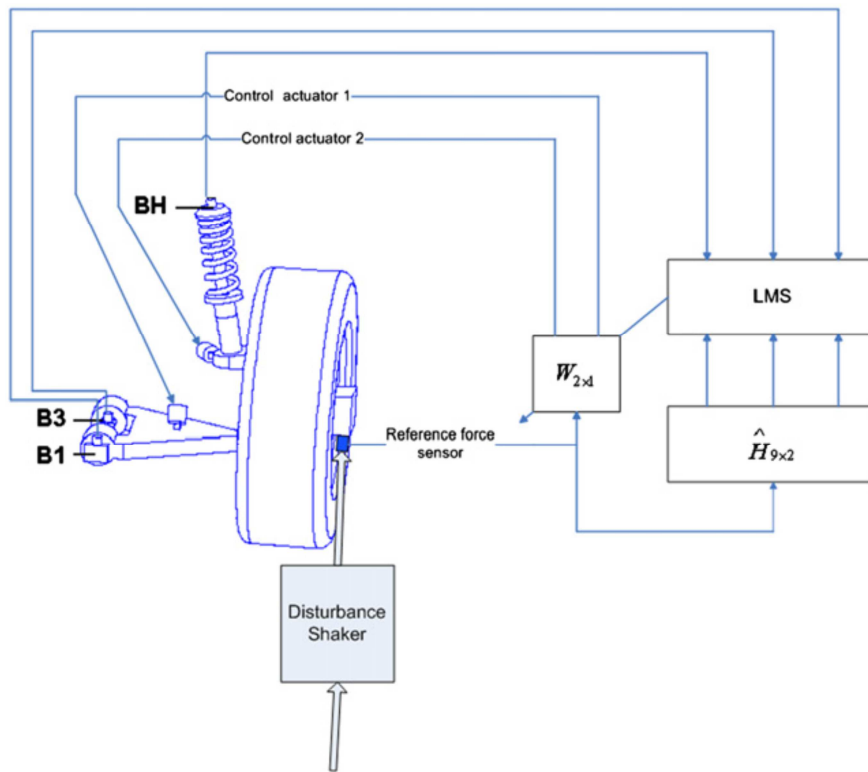 Control actuator 1
Control actuator 2
BH
LMS
W2×1
B3
B1
Reference force
sensor
Ĥ9×2
Disturbance
Shaker